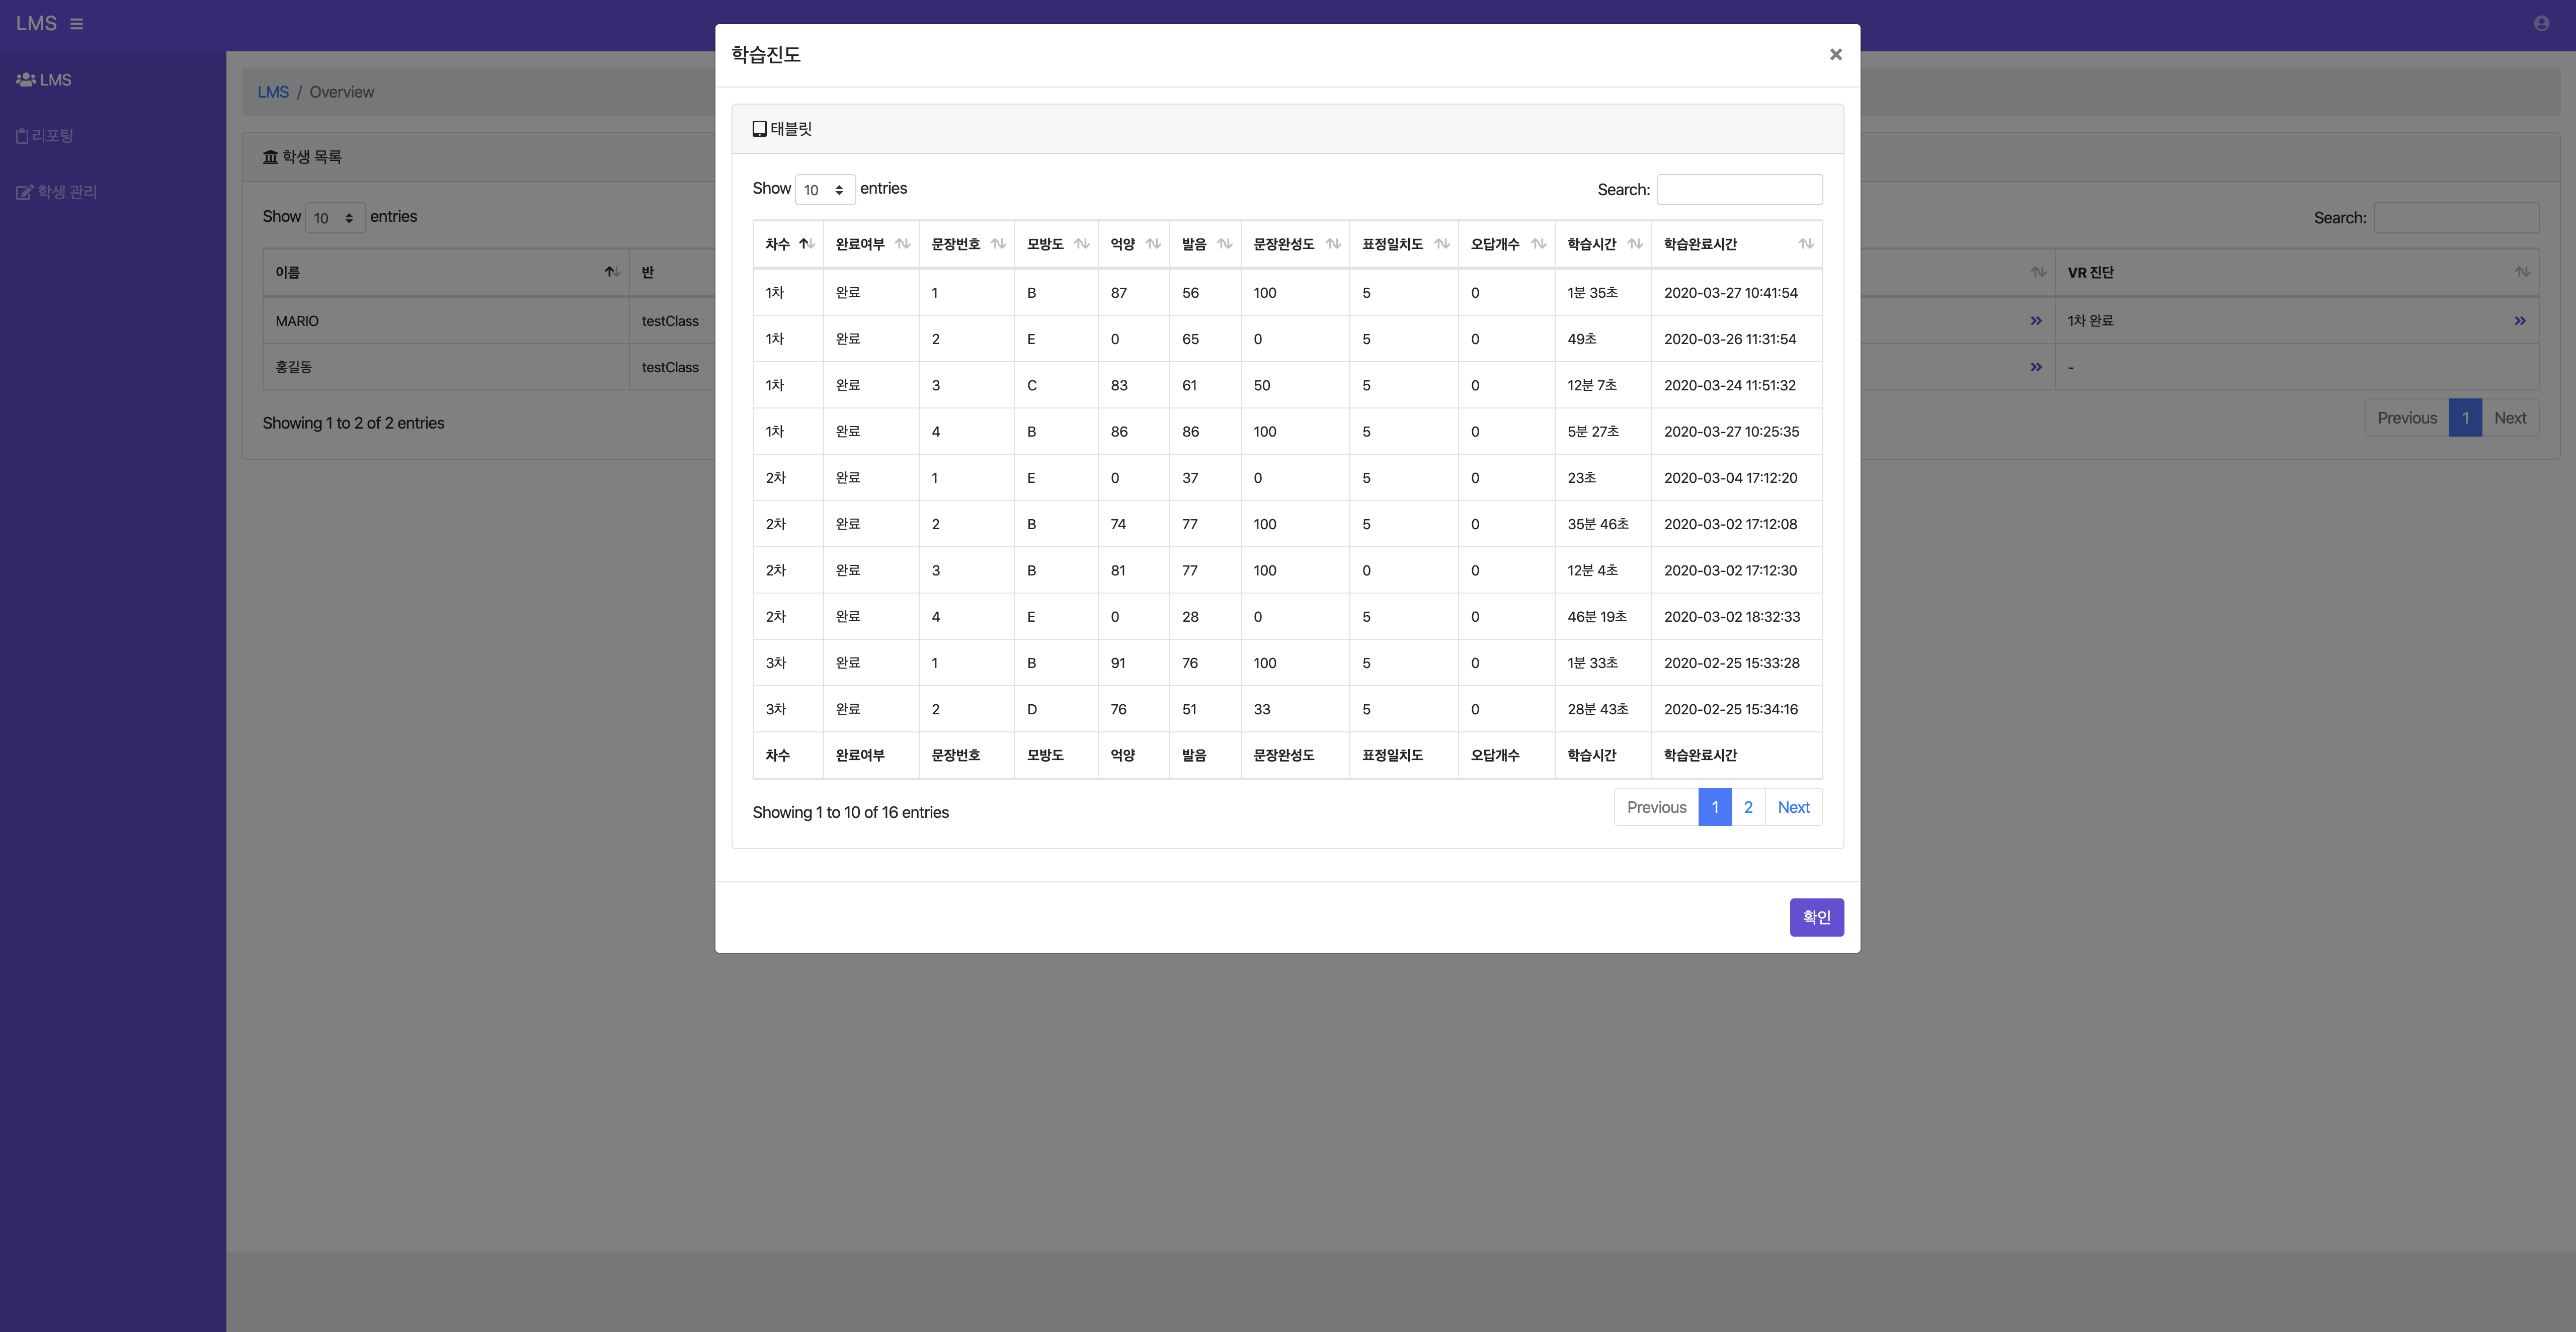 LMS
LMS
리포팅
학생 관리
LMS / Overview
학생 목록
Show 10 entries
Search:
이름 반 VR 진단
MARIO testClass 1차 완료
홍길동 testClass -
Showing 1 to 2 of 2 entries
Previous 1 Next
학습진도
태블릿
Show 10 entries
Search:
차수 완료여부 문장번호 모방도 억양 발음 문장완성도 표정일치도 오답개수 학습시간 학습완료시간
1차 완료 1 B 87 56 100 5 0 1분 35초 2020-03-27 10:41:54
1차 완료 2 E 0 65 0 5 0 49초 2020-03-26 11:31:54
1차 완료 3 C 83 61 50 5 0 12분 7초 2020-03-24 11:51:32
1차 완료 4 B 86 86 100 5 0 5분 27초 2020-03-27 10:25:35
2차 완료 1 E 0 37 0 5 0 23초 2020-03-04 17:12:20
2차 완료 2 B 74 77 100 5 0 35분 46초 2020-03-02 17:12:08
2차 완료 3 B 81 77 100 0 0 12분 4초 2020-03-02 17:12:30
2차 완료 4 E 0 28 0 5 0 46분 19초 2020-03-02 18:32:33
3차 완료 1 B 91 76 100 5 0 1분 33초 2020-02-25 15:33:28
3차 완료 2 D 76 51 33 5 0 28분 43초 2020-02-25 15:34:16
차수 완료여부 문장번호 모방도 억양 발음 문장완성도 표정일치도 오답개수 학습시간 학습완료시간
Showing 1 to 10 of 16 entries
Previous 1 2 Next
확인